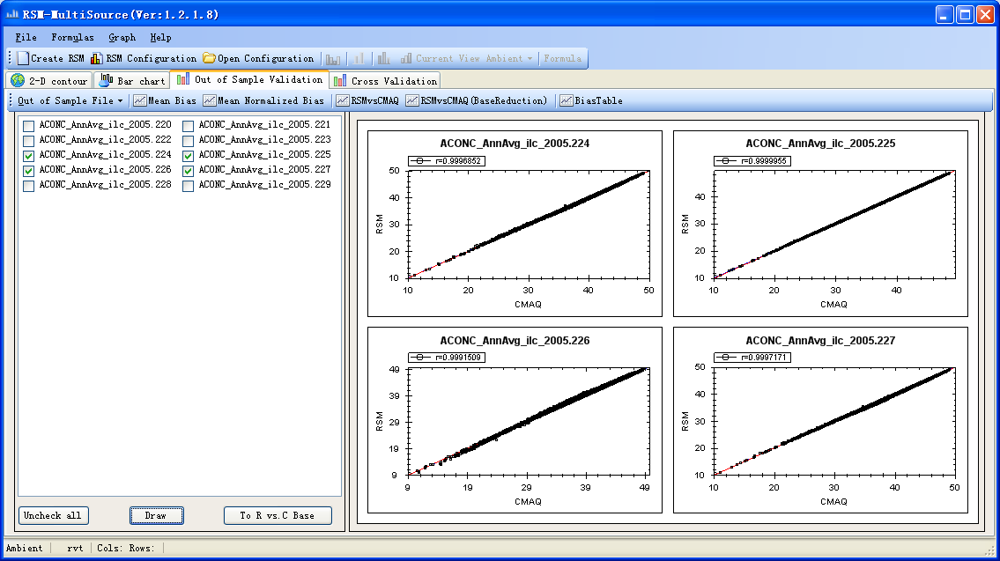 RSM-MultiSource(Ver:1.2.1.8)
File Formulas Graph Help
Create RSM RSM Configuration Open Configuration Current View Ambient Formula
2-D contour Bar chart Out of Sample Validation Cross Validation
Out of Sample File Mean Bias Mean Normalized Bias RSMvsCMAQ RSMvsCMAQ(BaseReduction) BiasTable
ACONC_AnnAvg_ilc_2005.220 ACONC_AnnAvg_ilc_2005.221
ACONC_AnnAvg_ilc_2005.222 ACONC_AnnAvg_ilc_2005.223
ACONC_AnnAvg_ilc_2005.224 ACONC_AnnAvg_ilc_2005.225
ACONC_AnnAvg_ilc_2005.226 ACONC_AnnAvg_ilc_2005.227
ACONC_AnnAvg_ilc_2005.228 ACONC_AnnAvg_ilc_2005.229
Uncheck all Draw To R vs.C Base
ACONC_AnnAvg_ilc_2005.224
r=0.9996852
50
40
30
20
10
RSM
10 20 30 40 50
CMAQ
ACONC_AnnAvg_ilc_2005.225
r=0.9999955
40
30
20
10
RSM
10 20 30 40
CMAQ
ACONC_AnnAvg_ilc_2005.226
r=0.9991509
49
39
29
19
9
RSM
9 19 29 39 49
CMAQ
ACONC_AnnAvg_ilc_2005.227
r=0.9997171
50
40
30
20
10
RSM
10 20 30 40 50
CMAQ
Ambient rvt Cols: Rows: